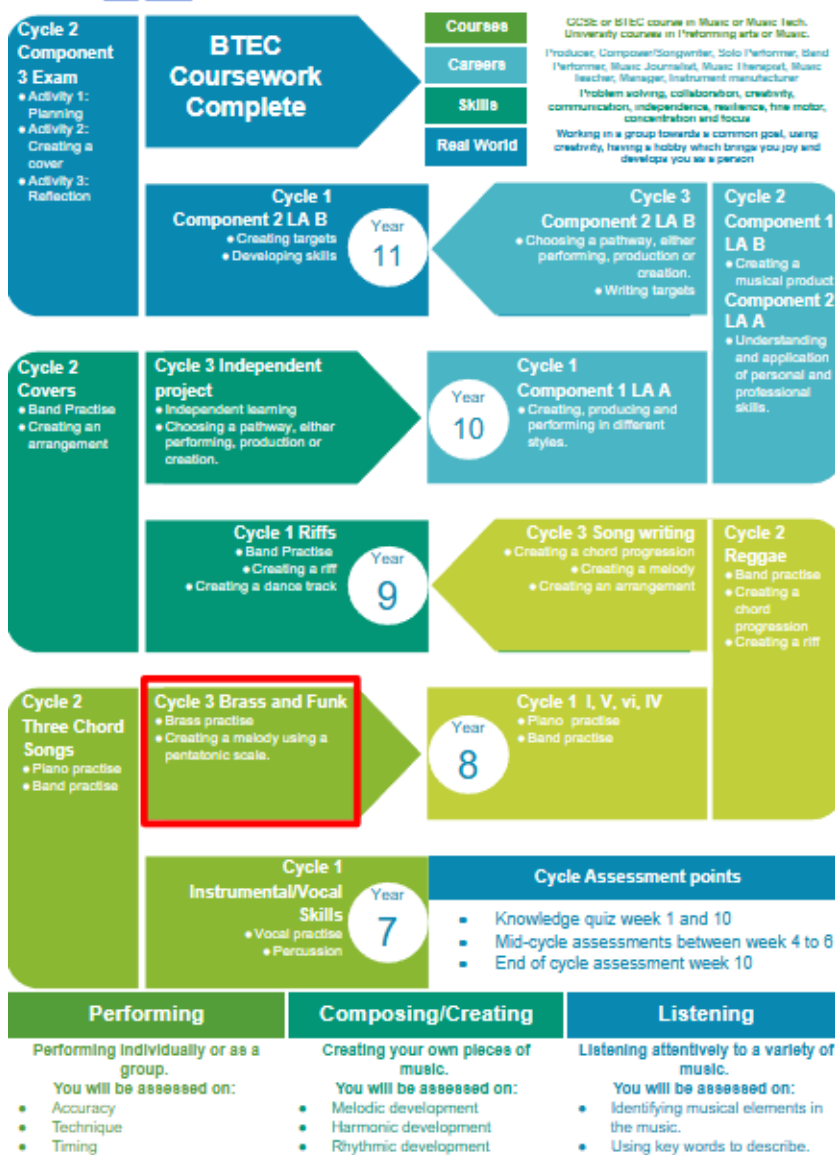 Cycle 2
Component
3 Exam
• Activity 1:
Planning
• Activity 2:
Creating a
cover
• Activity 3:
Reflection
BTEC
Coursework
Complete
Courses
GCSE or BTEC course in Music or Music Tech.
University courses in Preforming arts or Music.
Careers
Producer, Composer/Songwriter, Solo Performer, Band
Performer, Music Journalist, Music Therapist, Music
teacher, Manager, Instrument manufacturer
Skills
Problem solving, collaboration, creativity,
communication, independence, resilience, fine motor,
concentration and focus
Real World
Working in a group towards a common goal, using
creativity, having a hobby which brings you joy and
develops you as a person
Cycle 1
Component 2 LA B
• Creating targets
• Developing skills
Year
11
Cycle 3
Component 2 LA B
• Choosing a pathway, either
performing, production or
creation.
• Writing targets
Cycle 2
Component 1
LA B
• Creating a
musical product
Component 2
LA A
• Understanding
and application
of personal and
professional
skills.
Cycle 2
Covers
• Band Practise
• Creating an
arrangement
Cycle 3 Independent
project
• Independent learning
• Choosing a pathway, either
performing, production or
creation.
Year
10
Cycle 1
Component 1 LA A
• Creating, producing and
performing in different
styles.
Cycle 1 Riffs
• Band Practise
• Creating a riff
• Creating a dance track
Year
9
Cycle 3 Song writing
• Creating a chord progression
• Creating a melody
• Creating an arrangement
Cycle 2
Reggae
• Band practise
• Creating a
chord
progression
• Creating a riff
Cycle 2
Three Chord
Songs
• Piano practise
• Band practise
Cycle 3 Brass and Funk
• Brass practise
• Creating a melody using a
pentatonic scale.
Year
8
Cycle 1 I, V, vi, IV
• Piano practise
• Band practise
Cycle 1
Instrumental/Vocal
Skills
• Vocal practise
• Percussion
Year
7
Cycle Assessment points
• Knowledge quiz week 1 and 10
• Mid-cycle assessments between week 4 to 6
• End of cycle assessment week 10
Performing
Performing individually or as a
group.
You will be assessed on:
• Accuracy
• Technique
• Timing
Composing/Creating
Creating your own pieces of
music.
You will be assessed on:
• Melodic development
• Harmonic development
• Rhythmic development
Listening
Listening attentively to a variety of
music.
You will be assessed on:
• Identifying musical elements in
the music.
• Using key words to describe.